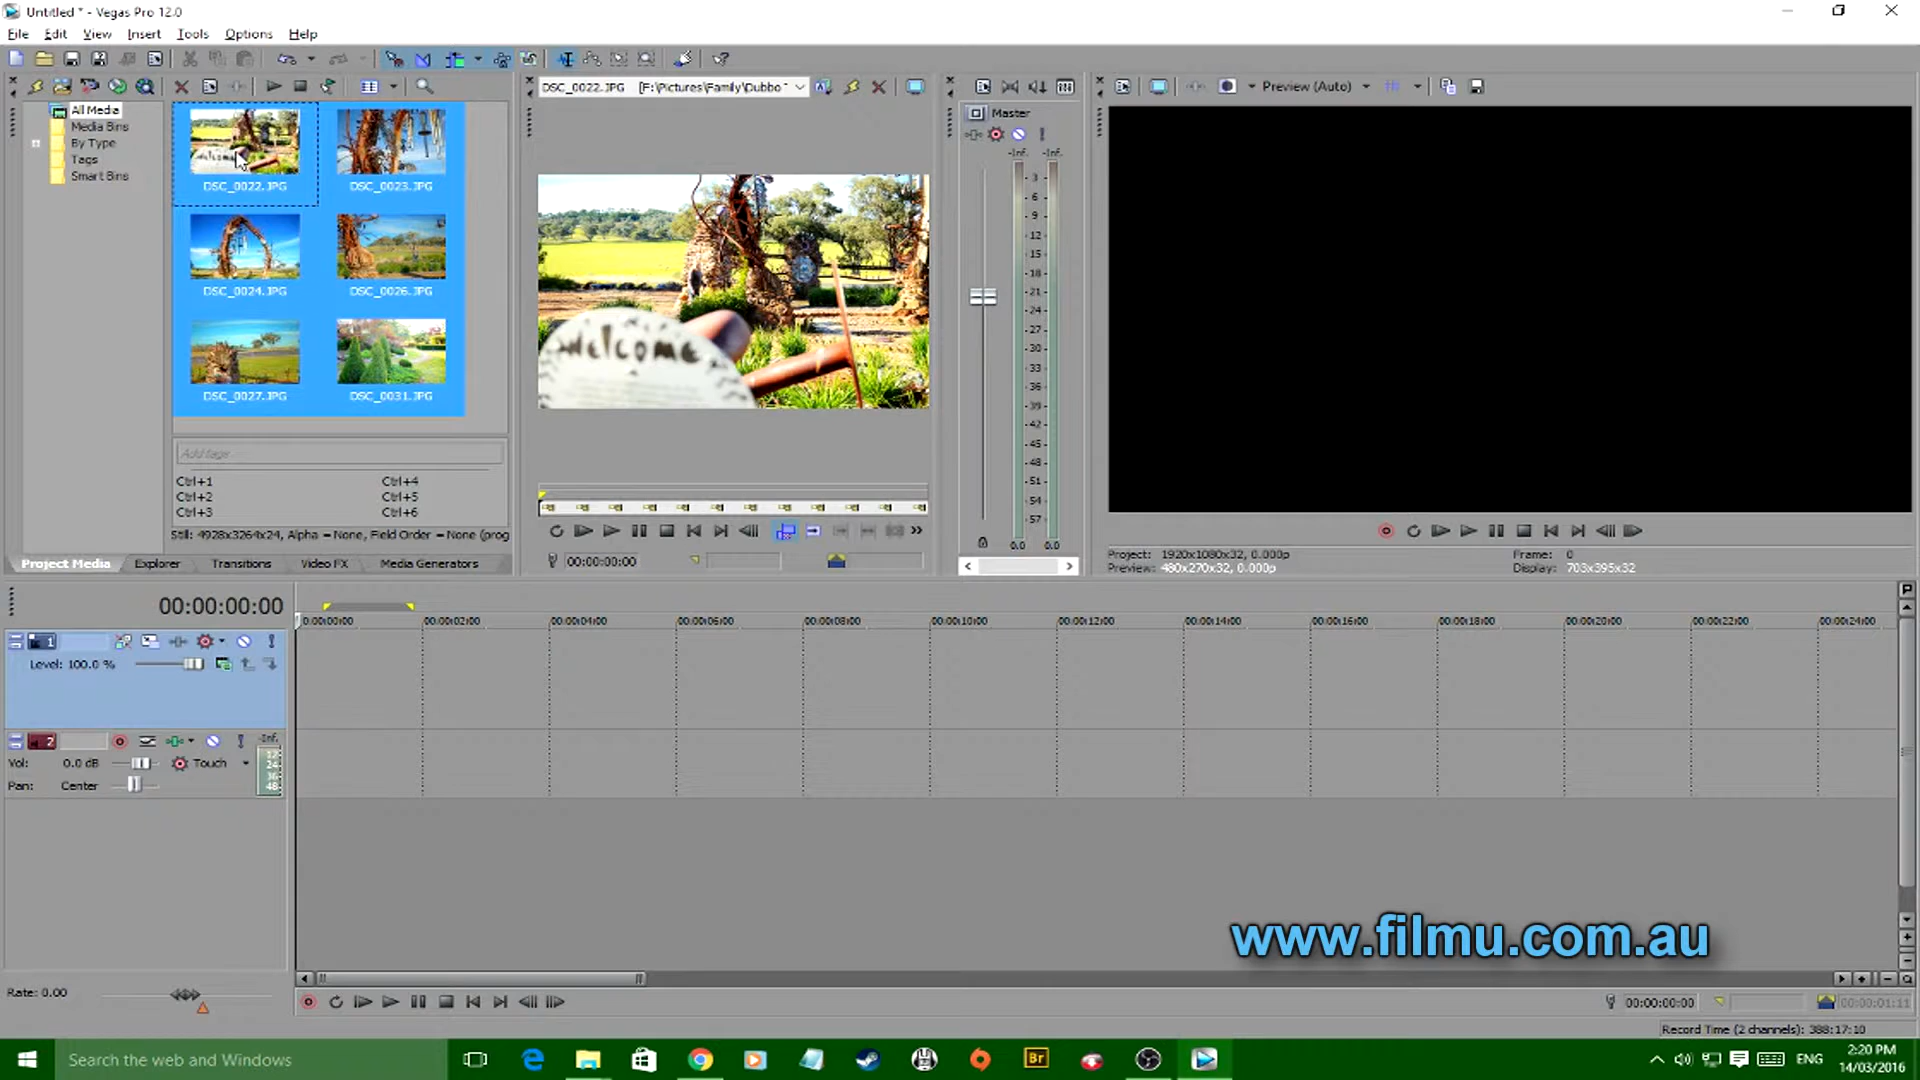 Untitled * - Vegas Pro 12.0
File Edit View Insert Tools Options Help
DSC_0022.JPG [F:\Pictures\Family\Dubbo
Preview (Auto)
All Media
Media Bins
By Type
Tags
Smart Bins
DSC_0022.JPG DSC_0023.JPG
DSC_0024.JPG DSC_0026.JPG
DSC_0027.JPG DSC_0031.JPG
Add tags
Ctrl+1 Ctrl+4
Ctrl+2 Ctrl+5
Ctrl+3 Ctrl+6
Still: 4928x3264x24, Alpha = None, Field Order = None (prog
Project Media Explorer Transitions Video FX Media Generators
Welcome
00:00:00:00
Master
-Inf. -Inf.
3
6
9
12
15
18
21
24
27
30
33
36
39
42
45
48
51
54
57
0.0 0.0
Project: 1920x1080x32, 0.000p
Preview: 480x270x32, 0.000p
Frame: 0
Display: 703x395x32
00:00:00:00
0:00:00:00 00:00:02:00 00:00:04:00 00:00:06:00 00:00:08:00 00:00:10:00 00:00:12:00 00:00:14:00 00:00:16:00 00:00:18:00 00:00:20:00 00:00:22:00 00:00:24:00
1
Level: 100.0 %
2
-Inf.
12
24
36
48
Vol: 0.0 dB Touch
Pan: Center
www.filmu.com.au
Rate: 0.00
00:00:00:00 00:00:01:11
Record Time (2 channels): 388:17:10
Search the web and Windows
Br
ENG
2:20 PM
14/03/2016